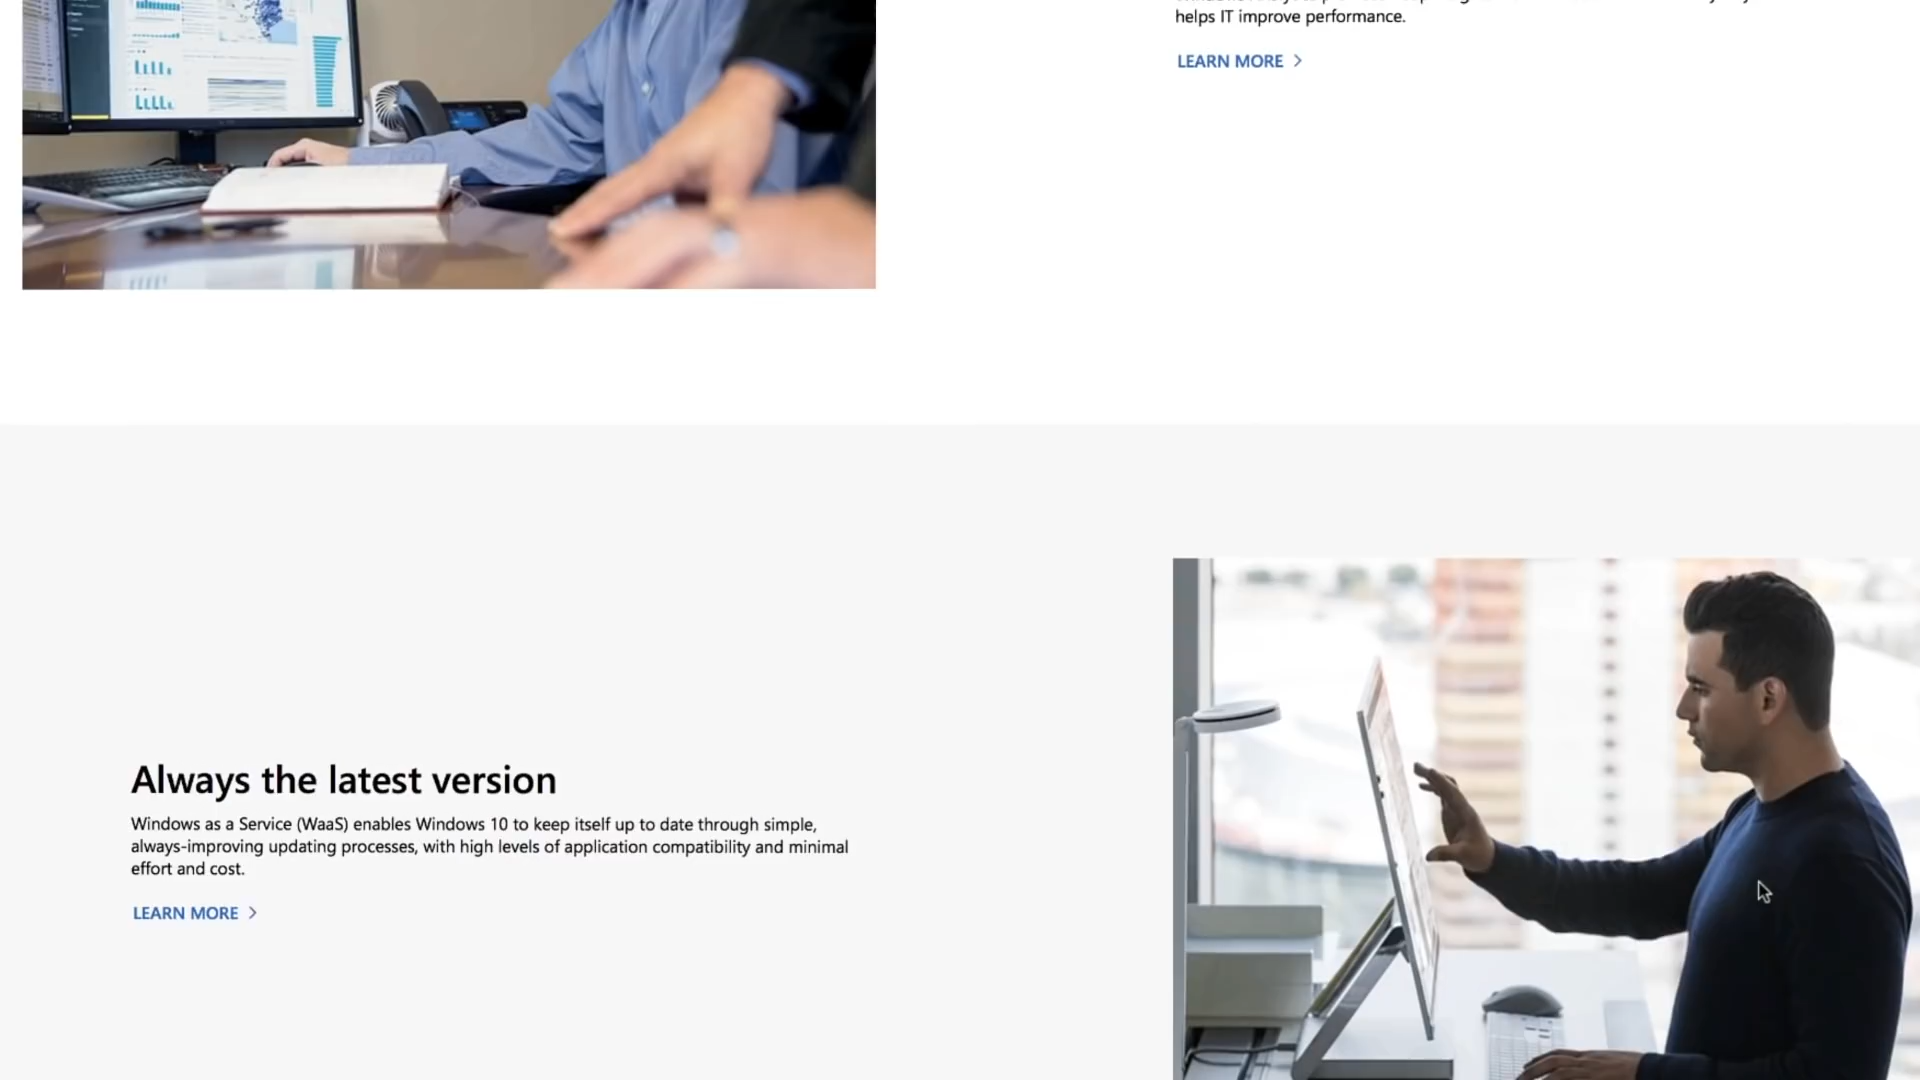 helps IT improve performance.
LEARN MORE
Always the latest version
Windows as a Service (WaaS) enables Windows 10 to keep itself up to date through simple,
always-improving updating processes, with high levels of application compatibility and minimal
effort and cost.
LEARN MORE